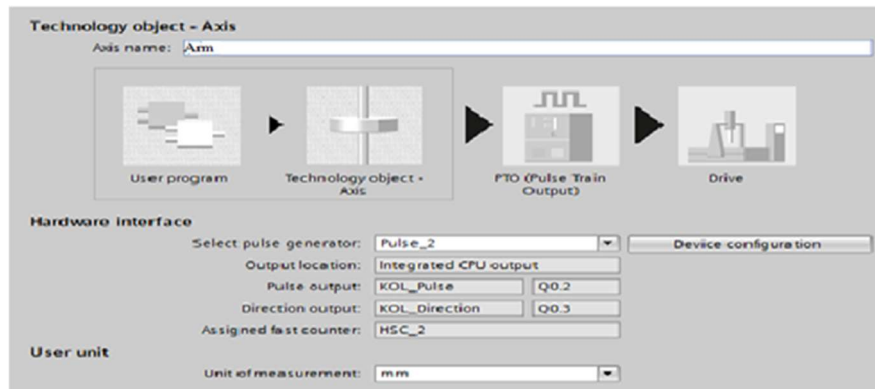 Technology object - Axis
Axis name: Arm
User program
Technology object -
Axis
PTO (Pulse Train
Output)
Drive
Hardware interface
Select pulse generator: Pulse_2 Device configuration
Output location: Integrated CPU output
Pulse output: KOL_Pulse Q0.2
Direction output: KOL_Direction Q0.3
Assigned fast counter: HSC_2
User unit
Unit of measurement: mm